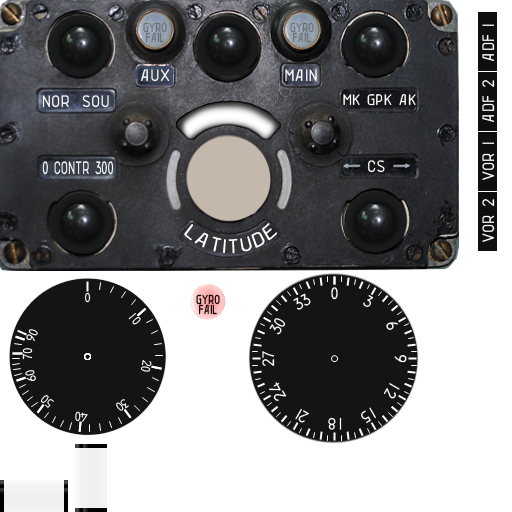 GYRO
FAIL
GYRO
FAIL
AUX
MAIN
NOR SOU
MK GPK AK
0 CONTR 300
← CS →
LATITUDE
VOR 2 VOR 1 ADF 2 ADF 1
GYRO
FAIL
0 10 20 30 40 50 60 70 80 90
0 3 6 9 12 15 18 21 24 27 30 33